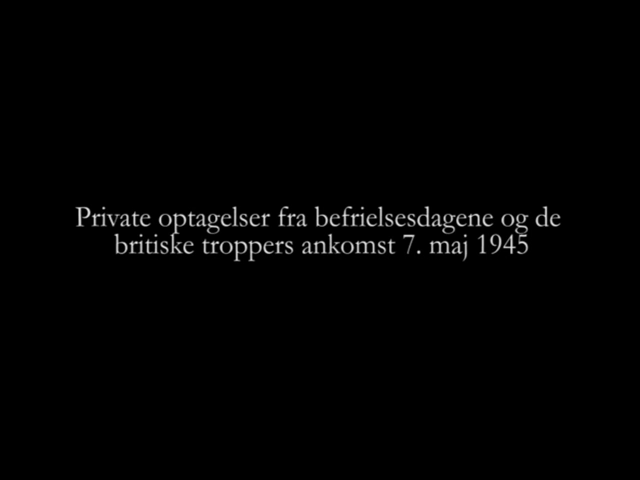 Private optagelser fra befrielsesdagene og de
britiske troppers ankomst 7. maj 1945